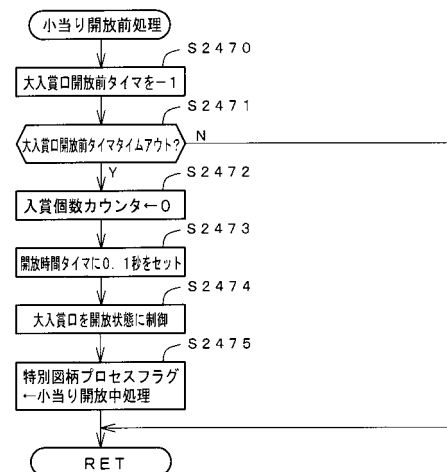 小当り開放前処理
S2470
大入賞口開放前タイマを－1
S2471
大入賞口開放前タイマタイムアウト?
N
Y
S2472
入賞個数カウンタ←0
S2473
開放時間タイマに0.1秒をセット
S2474
大入賞口を開放状態に制御
S2475
特別図柄プロセスフラグ
←小当り開放中処理
RET